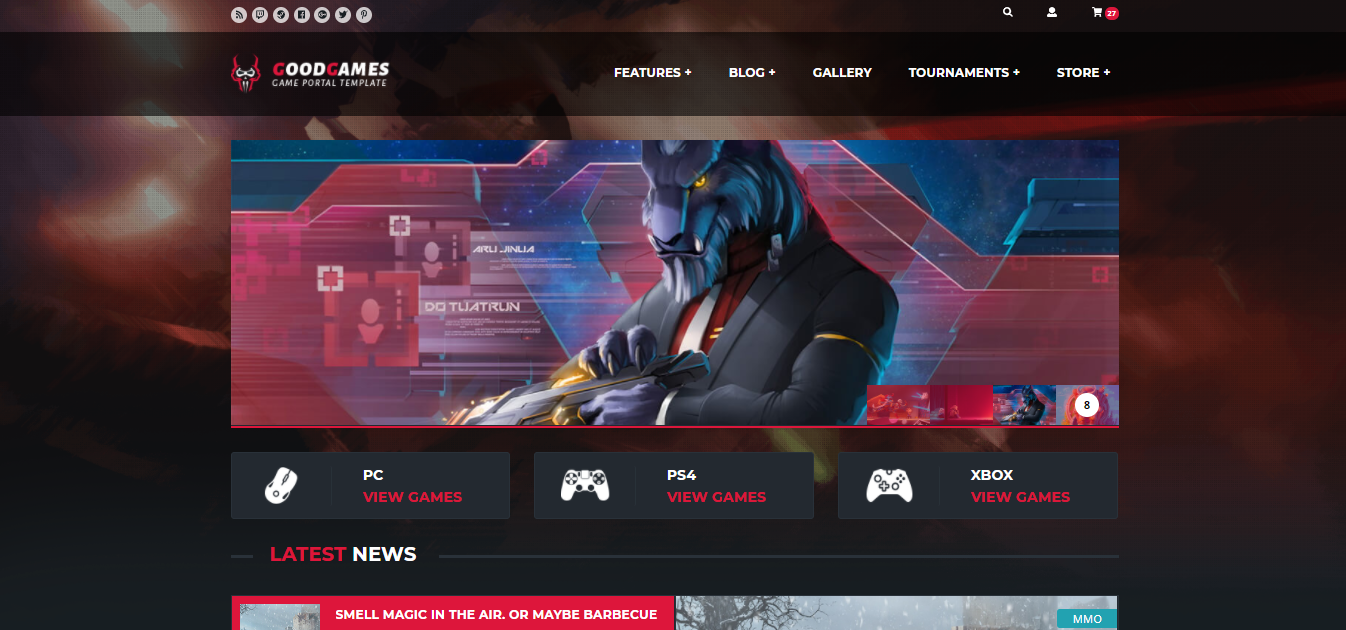 27
GOODGAMES
GAME PORTAL TEMPLATE
FEATURES + BLOG + GALLERY TOURNAMENTS + STORE +
ARU JINLIA
DO TUATRUN
8
PC
VIEW GAMES
PS4
VIEW GAMES
XBOX
VIEW GAMES
LATEST NEWS
SMELL MAGIC IN THE AIR. OR MAYBE BARBECUE
MMO